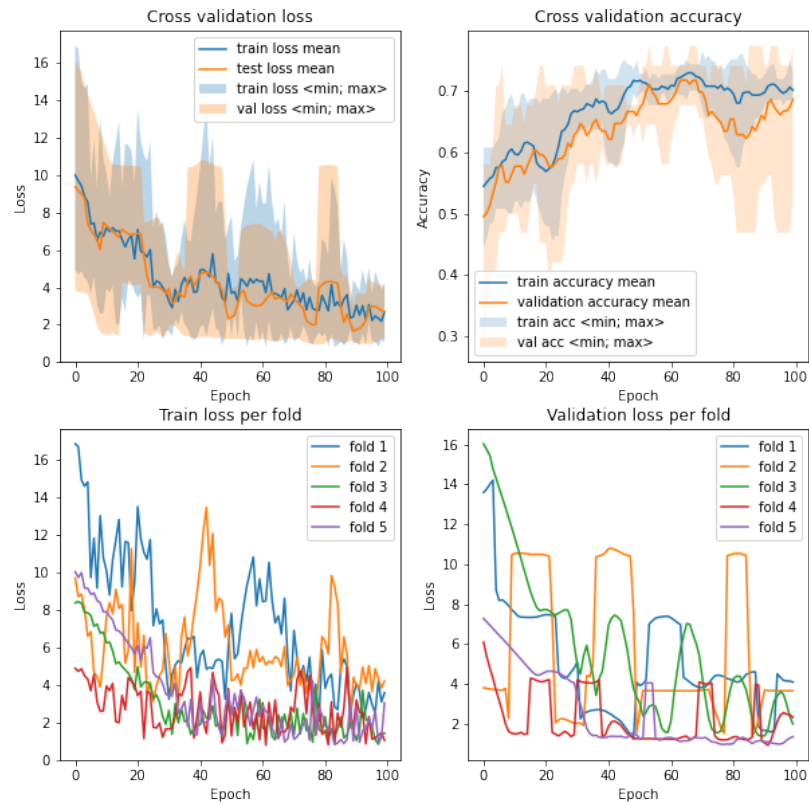 Cross validation loss
16
14
12
10
8
6
4
2
0
Loss
train loss mean
test loss mean
train loss <min; max>
val loss <min; max>
0 20 40 60 80 100
Epoch
Cross validation accuracy
0.7
0.6
0.5
0.4
0.3
Accuracy
train accuracy mean
validation accuracy mean
train acc <min; max>
val acc <min; max>
0 20 40 60 80 100
Epoch
Train loss per fold
16
14
12
10
8
6
4
2
0
Loss
fold 1
fold 2
fold 3
fold 4
fold 5
0 20 40 60 80 100
Epoch
Validation loss per fold
16
14
12
10
8
6
4
2
Loss
fold 1
fold 2
fold 3
fold 4
fold 5
0 20 40 60 80 100
Epoch